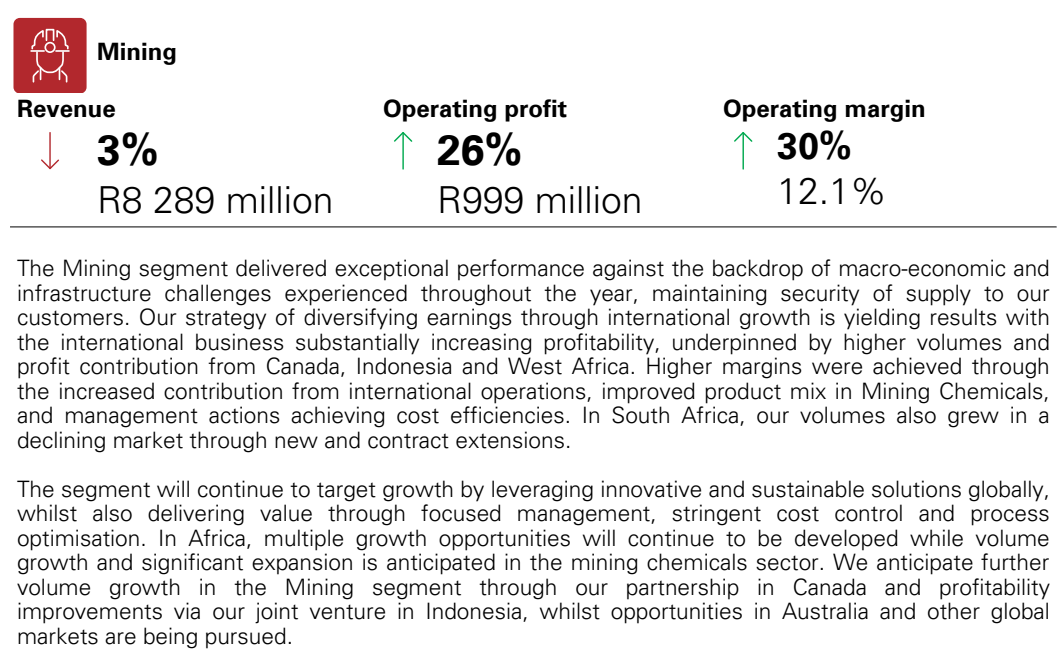 Mining
Revenue Operating profit Operating margin
↓ 3% ↑ 26% ↑ 30%
R8 289 million R999 million 12.1%
The Mining segment delivered exceptional performance against the backdrop of macro-economic and
infrastructure challenges experienced throughout the year, maintaining security of supply to our
customers. Our strategy of diversifying earnings through international growth is yielding results with
the international business substantially increasing profitability, underpinned by higher volumes and
profit contribution from Canada, Indonesia and West Africa. Higher margins were achieved through
the increased contribution from international operations, improved product mix in Mining Chemicals,
and management actions achieving cost efficiencies. In South Africa, our volumes also grew in a
declining market through new and contract extensions.
The segment will continue to target growth by leveraging innovative and sustainable solutions globally,
whilst also delivering value through focused management, stringent cost control and process
optimisation. In Africa, multiple growth opportunities will continue to be developed while volume
growth and significant expansion is anticipated in the mining chemicals sector. We anticipate further
volume growth in the Mining segment through our partnership in Canada and profitability
improvements via our joint venture in Indonesia, whilst opportunities in Australia and other global
markets are being pursued.